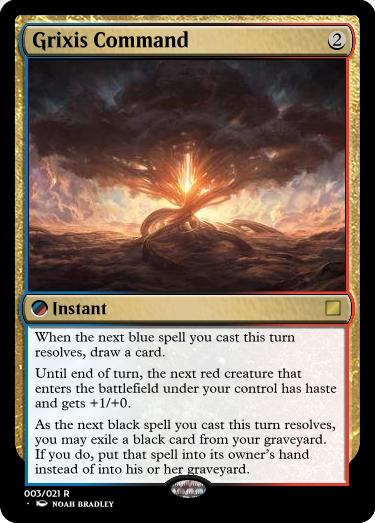 Grixis Command
2
Instant
When the next blue spell you cast this turn
resolves, draw a card.
Until end of turn, the next red creature that
enters the battlefield under your control has haste
and gets +1/+0.
As the next black spell you cast this turn resolves,
you may exile a black card from your graveyard.
If you do, put that spell into its owner's hand
instead of into his or her graveyard.
003/021 R
· NOAH BRADLEY